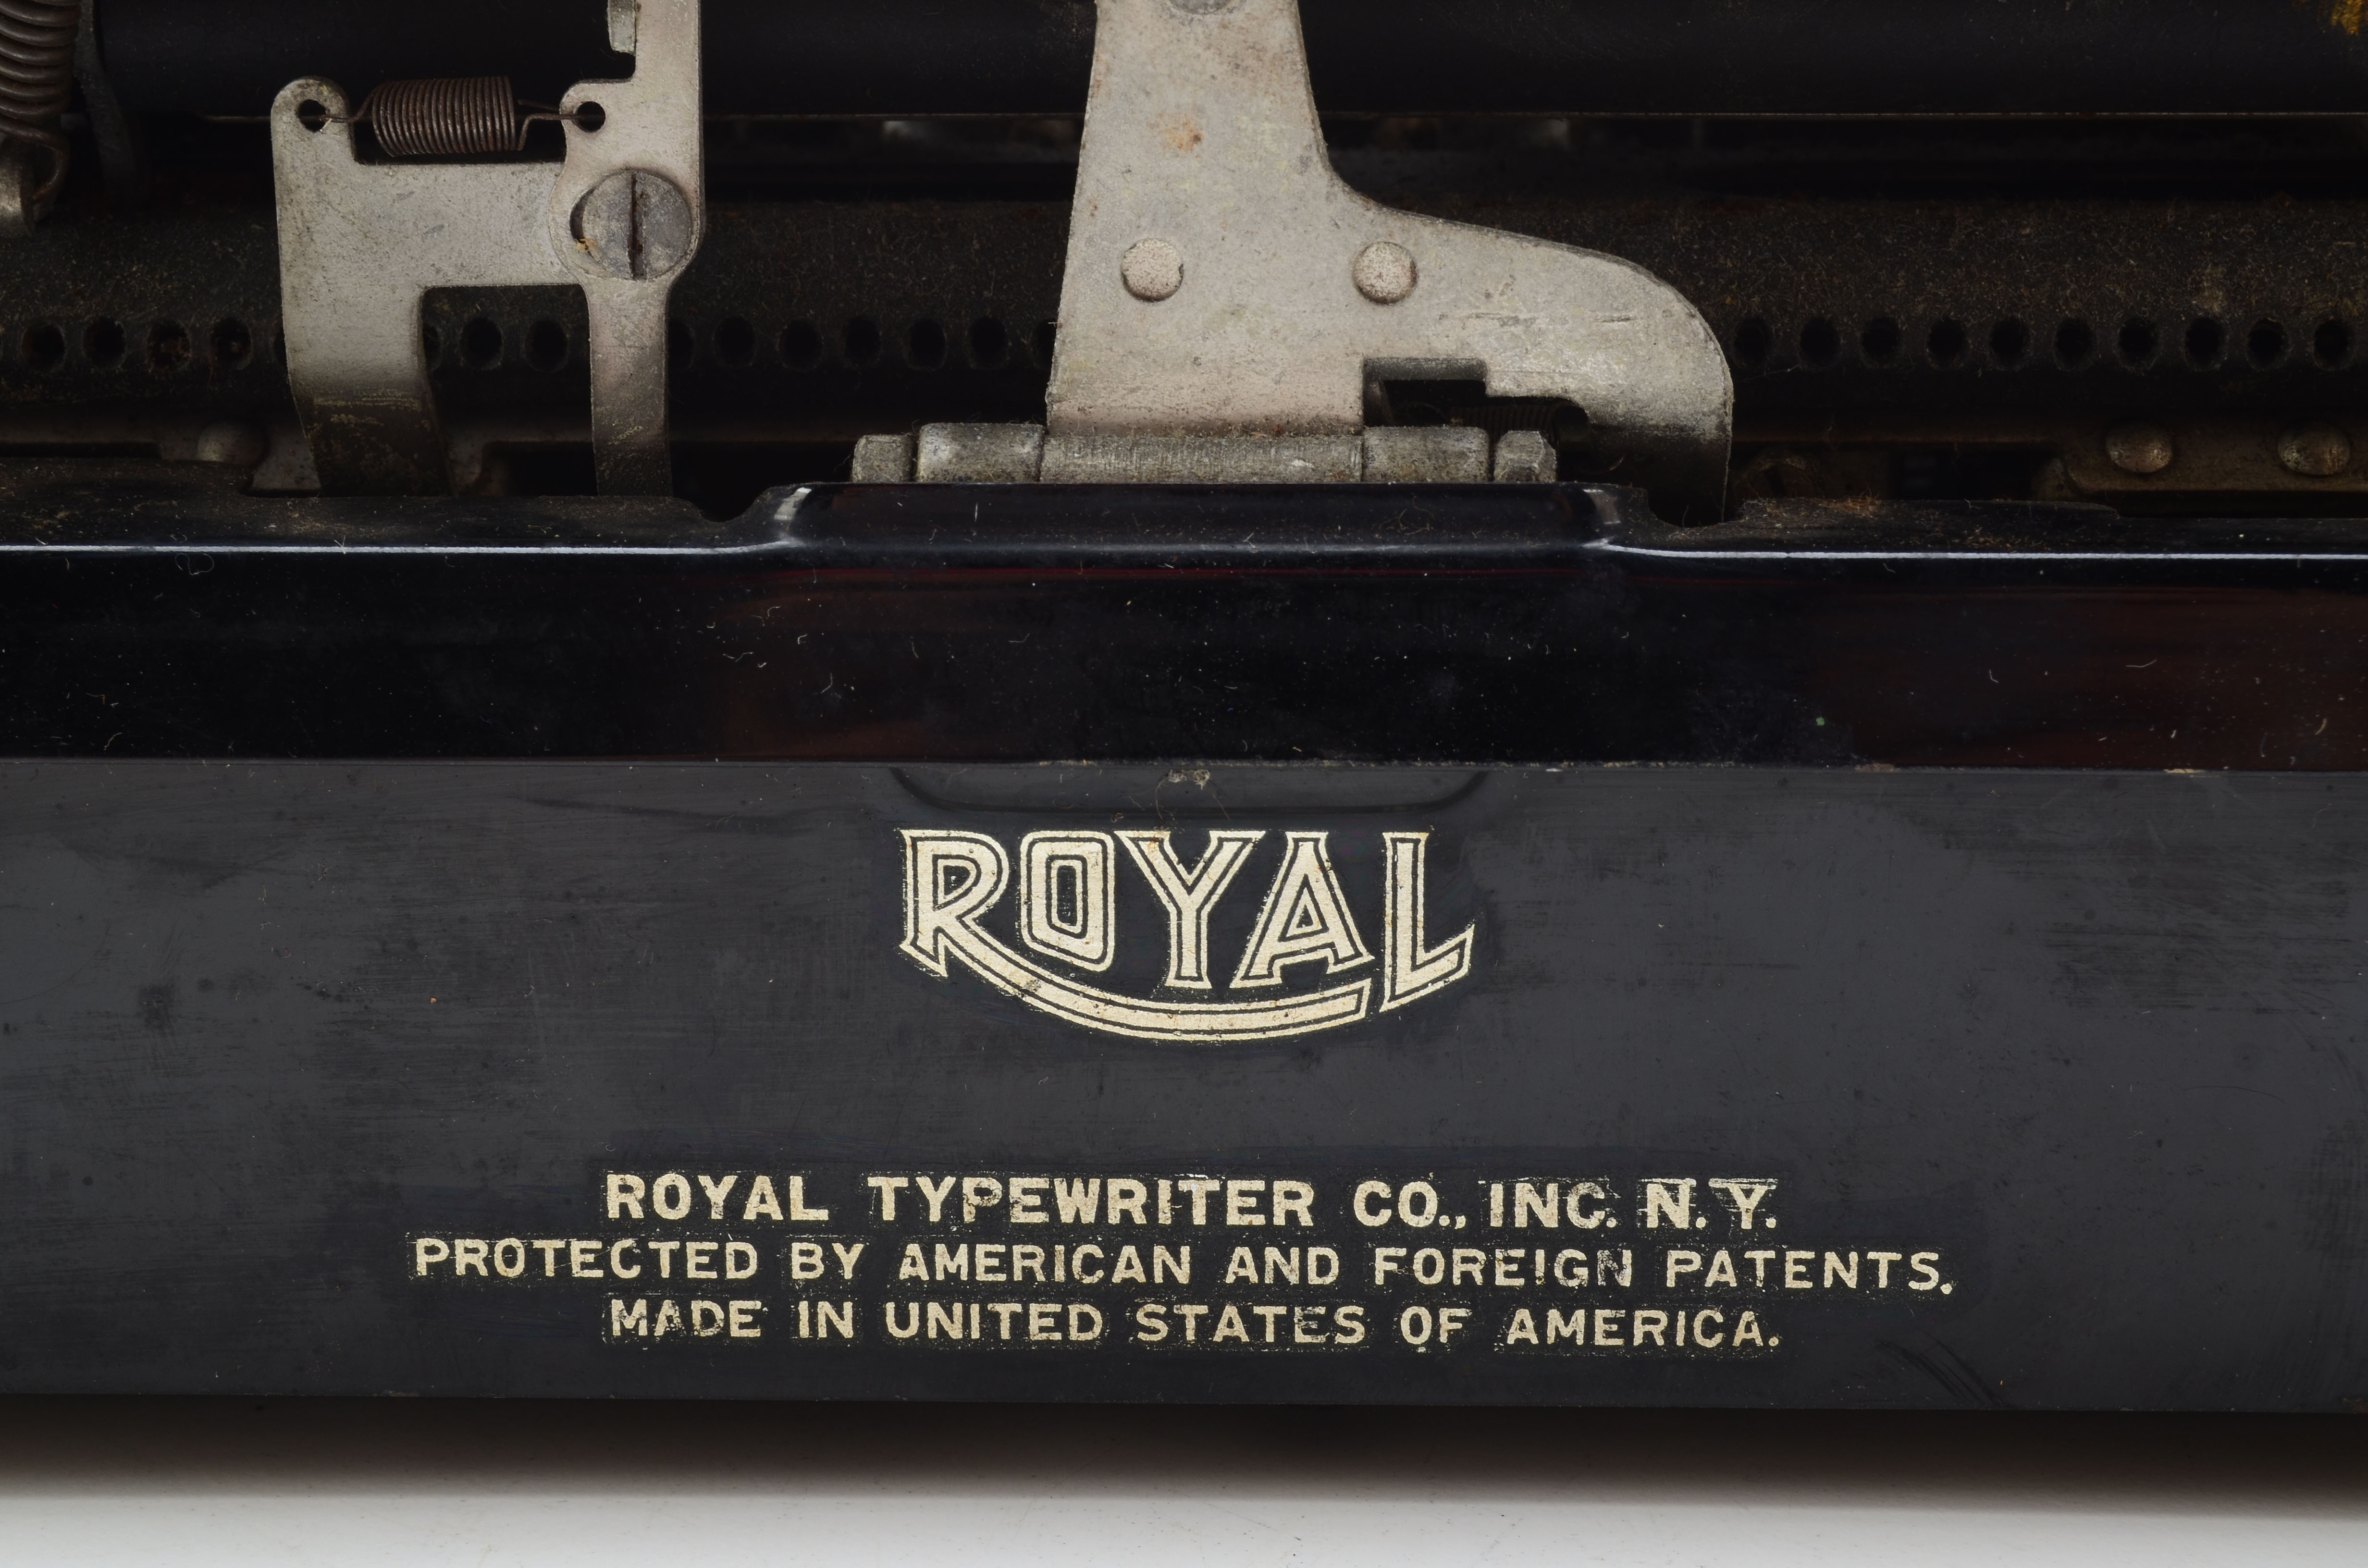 ROYAL
ROYAL TYPEWRITER CO., INC. N.Y.
PROTECTED BY AMERICAN AND FOREIGN PATENTS.
MADE IN UNITED STATES OF AMERICA.